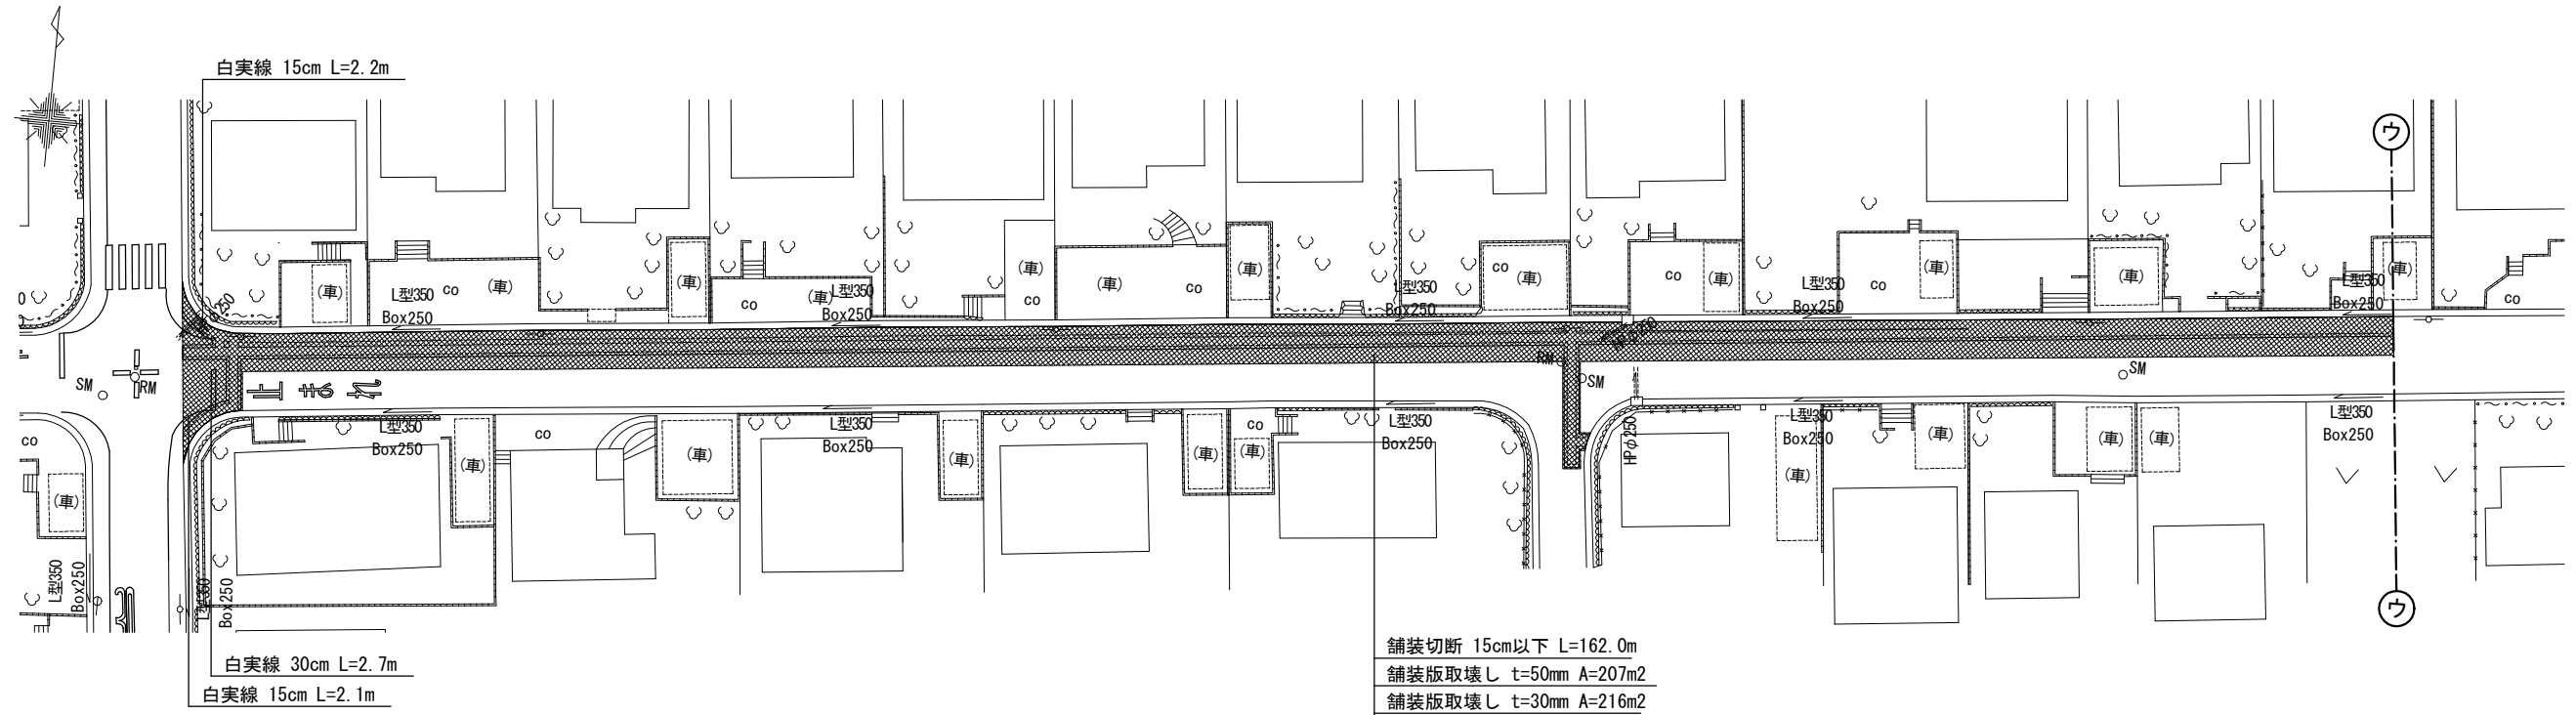 白実線 15cm L=2.2m
ウ
(車)
L型350
Box250
co
(車)
(車)
co
(車)
L型350
Box250
(車)
co
(車)
co
(車)
L型350
Box250
co
(車)
co
(車)
L型350
Box250
co
(車)
(車)
L型350
Box250
(車)
co
SM
RM
止まれ
RM
SM
SM
co
(車)
L型350
Box250
L型350
Box250
(車)
co
(車)
L型350
Box250
(車)
(車)
co
(車)
L型350
Box250
HPφ250
L型350
Box250
(車)
(車)
(車)
(車)
L型350
Box250
L型350
Box250
ウ
白実線 30cm L=2.7m
白実線 15cm L=2.1m
舗装切断 15cm以下 L=162.0m
舗装版取壊し t=50mm A=207m2
舗装版取壊し t=30mm A=216m2